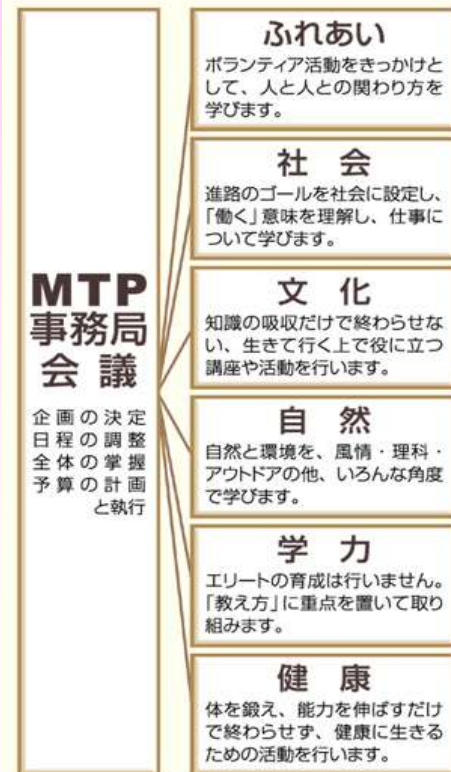 MTP
事務局
会議
企画の決定
日程の調整
全体の掌握
予算の計画
と執行
ふれあい
ボランティア活動をきっかけと
して、人と人との関わり方を
学びます。
社会
進路のゴールを社会に設定し、
「働く」意味を理解し、仕事に
ついて学びます。
文化
知識の吸収だけで終わらせな
い、生きて行く上で役に立つ
講座や活動を行います。
自然
自然と環境を、風情・理科・
アウトドアの他、いろんな角度
で学びます。
学力
エリートの育成は行いません。
「教え方」に重点を置いて取り
組みます。
健康
体を鍛え、能力を伸ばすだけ
で終わらせず、健康に生きる
ための活動を行います。